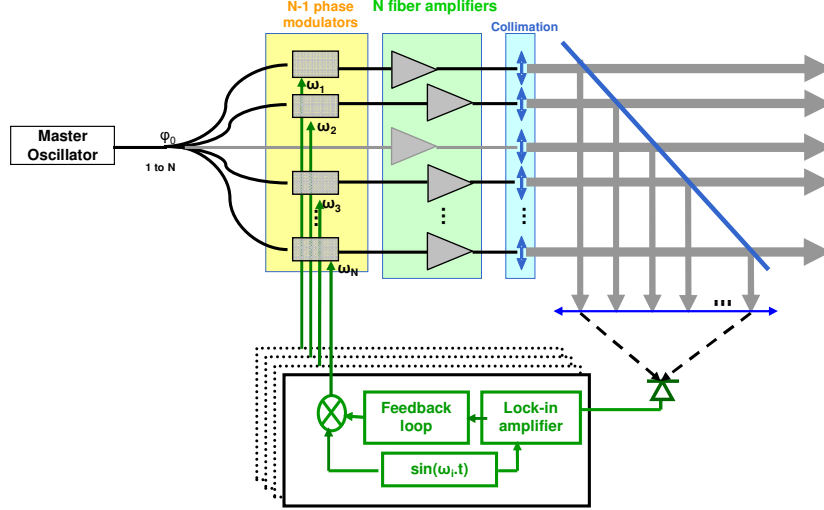 N-1 phase
modulators
N fiber amplifiers
Collimation
ω1
ω2
Master
Oscillator
φ0
1 to N
ω3
...
...
...
ωN
...
Feedback
loop
Lock-in
amplifier
sin(ωi.t)